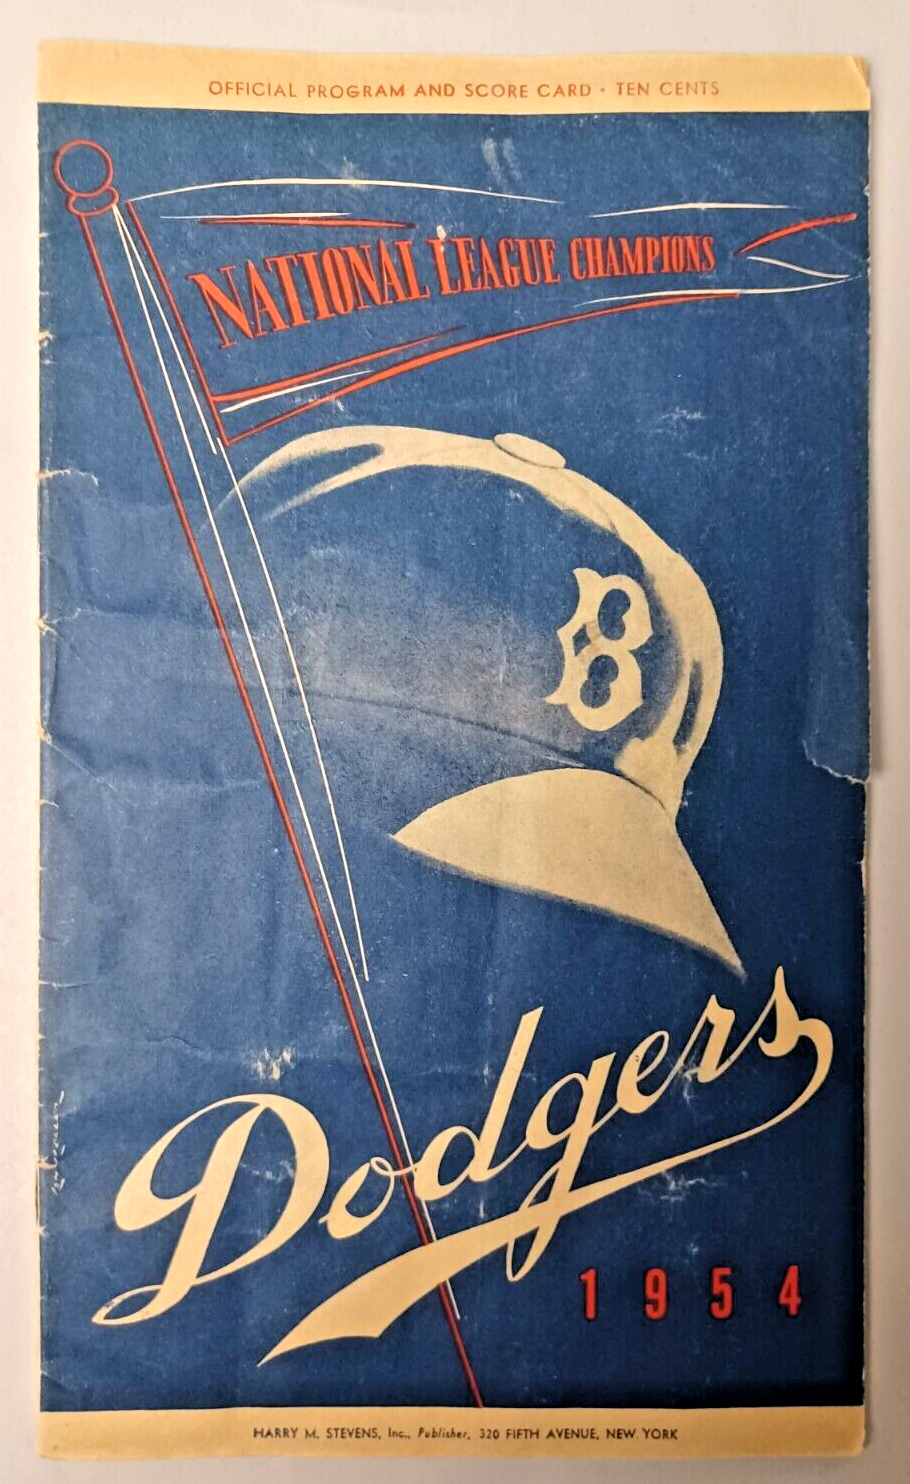 OFFICIAL PROGRAM AND SCORE CARD • TEN CENTS
NATIONAL LEAGUE CHAMPIONS
B
Dodgers
1954
HARRY M. STEVENS, Inc., Publisher, 320 FIFTH AVENUE, NEW YORK